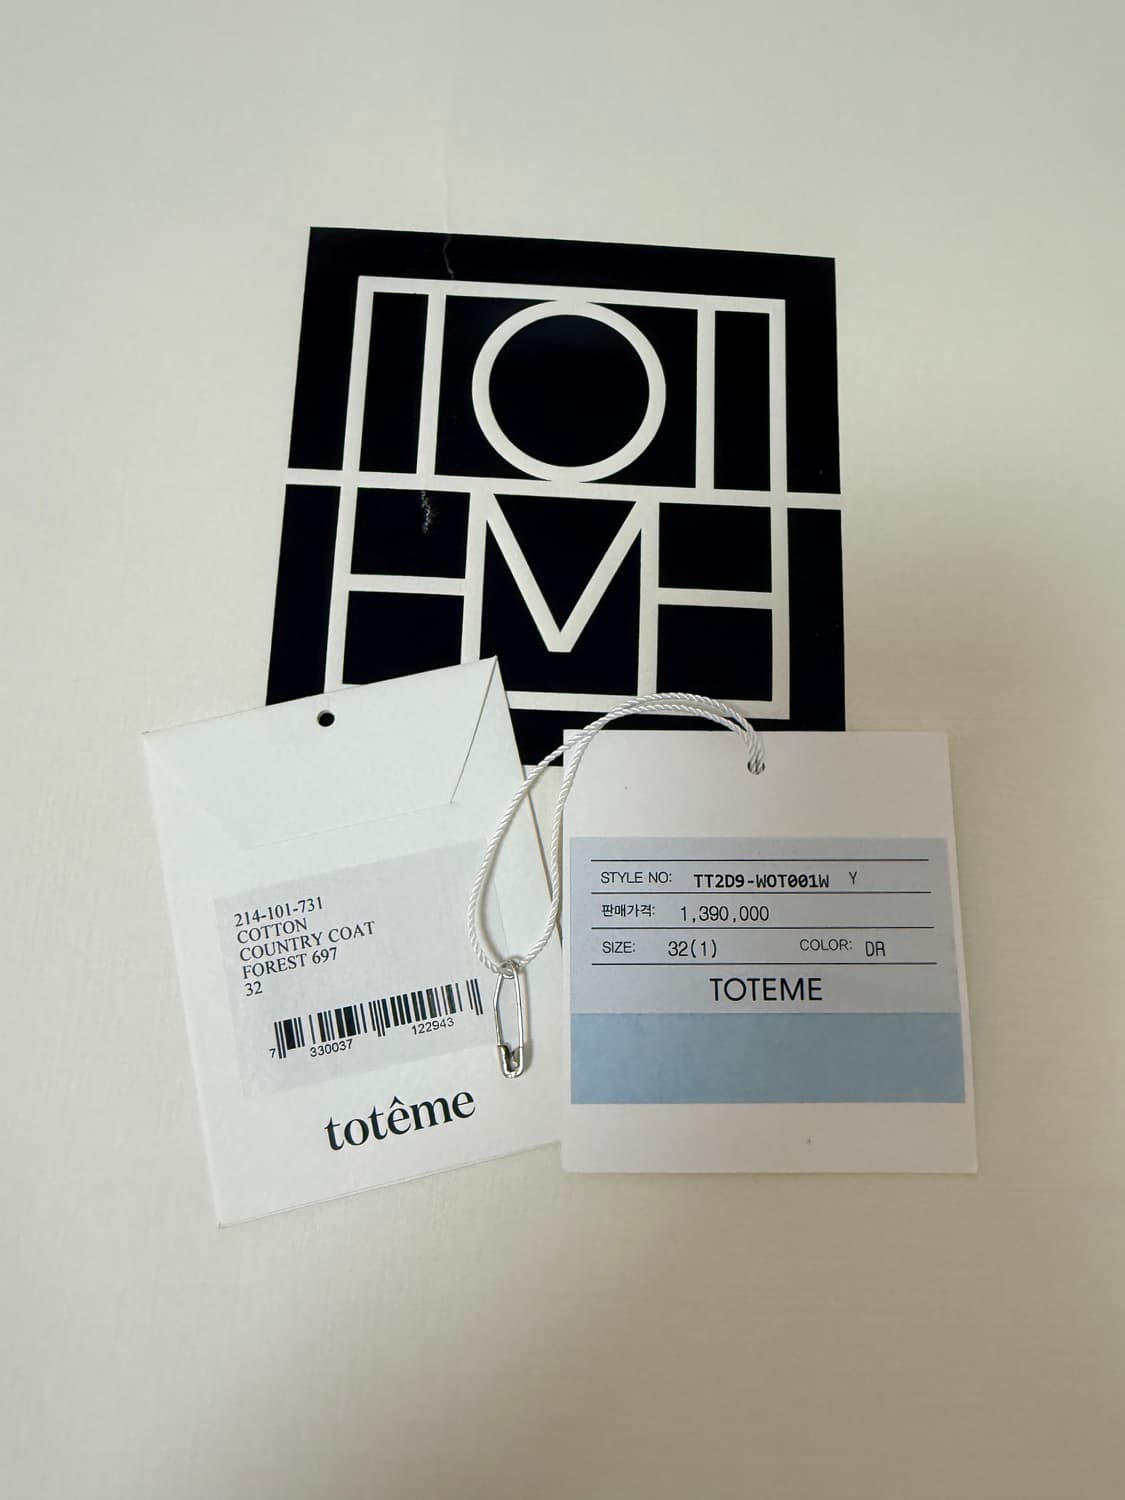 TOTEME
214-101-731
COTTON
COUNTRY COAT
FOREST 697
32
7 330037 122943
totême
STYLE NO: TT2D9-WOT001W Y
판매가격: 1,390,000
SIZE: 32(1) COLOR: DR
TOTEME